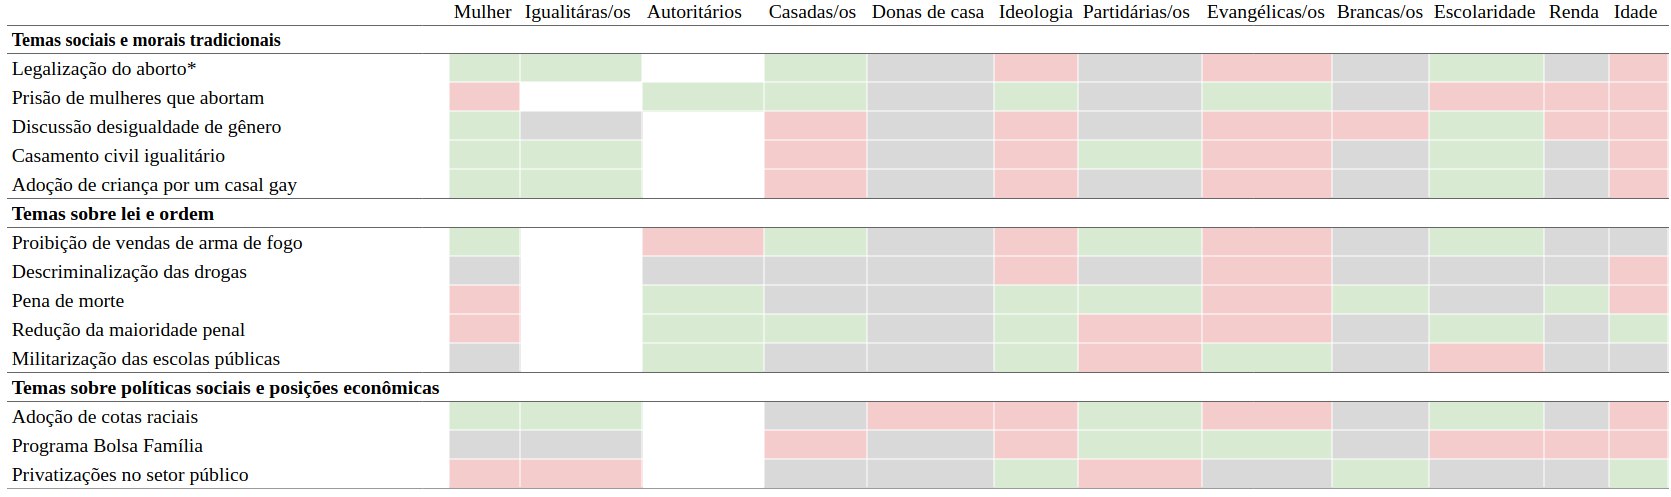 Mulher Igualitáras/os Autoritários Casadas/os Donas de casa Ideologia Partidárias/os Evangélicas/os Brancas/os Escolaridade Renda Idade
Temas sociais e morais tradicionais
Legalização do aborto*
Prisão de mulheres que abortam
Discussão desigualdade de gênero
Casamento civil igualitário
Adoção de criança por um casal gay
Temas sobre lei e ordem
Proibição de vendas de arma de fogo
Descriminalização das drogas
Pena de morte
Redução da maioridade penal
Militarização das escolas públicas
Temas sobre políticas sociais e posições econômicas
Adoção de cotas raciais
Programa Bolsa Família
Privatizações no setor público